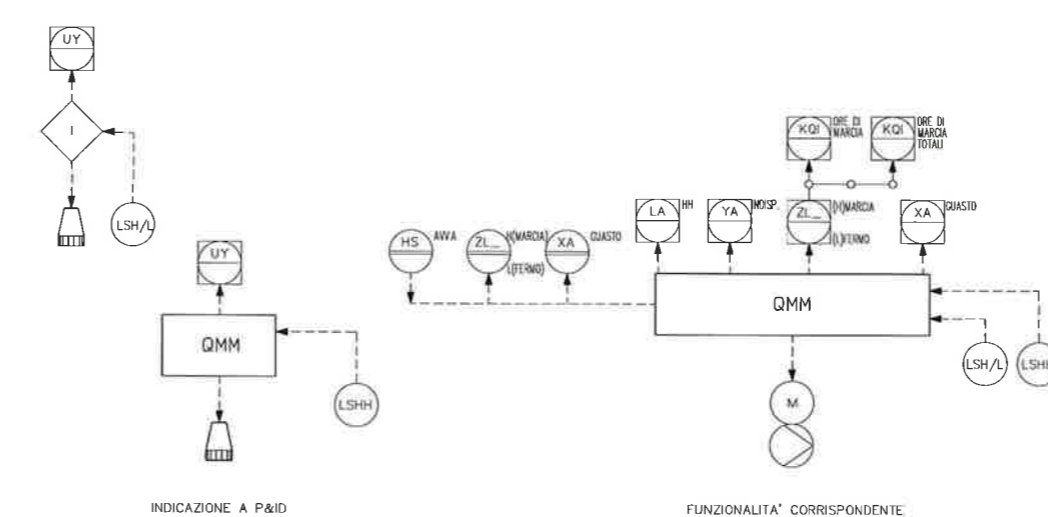 UY
I
LSH/L
UY
QMM
LSHH
INDICAZIONE A P&ID
KQI ORE DI
MARCIA
KQI ORE DI
MARCIA
TOTALI
LA HH
YA INDISP.
ZL_ (H)MARCIA
(L)FERMO
XA GUASTO
HS AVVA
ZL_ H(MARCIA)
L(FERMO)
XA GUASTO
QMM
LSH/L
M
FUNZIONALITA' CORRISPONDENTE